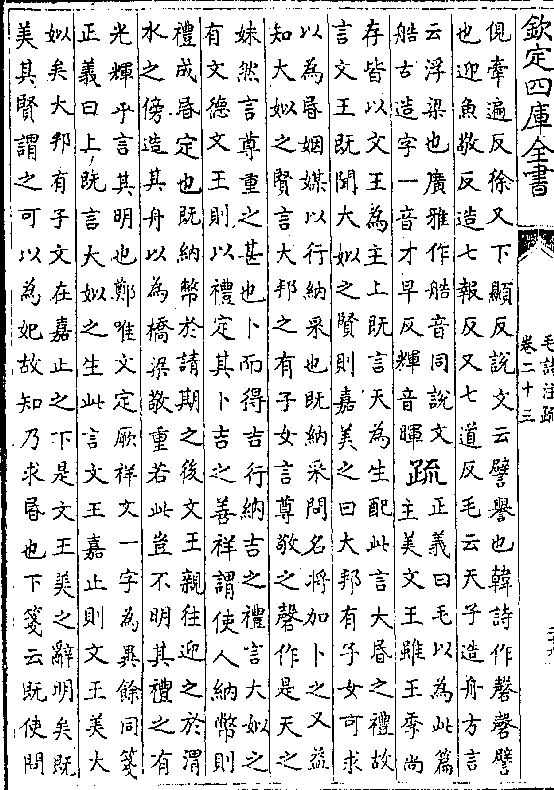 欽定四庫全書
毛詩注疏
卷二十三
俔牽遍反徐又下顯反說文云譬譽也韓詩作磬磬譬
也迎魚敬反造七報反又七道反毛云天子造舟方言
云浮梁也廣雅作艁音同說文
艁古造字一音才早反輝音暉
疏
正義曰毛以為此篇
主美文王雖王季尚
存皆以文王為主上既言天為生配此言大昏之禮故
言文王既聞大姒之賢則嘉美之曰大邦有子女可求
以為昏姻媒以行納采也既納采問名將加卜之又益
知大姒之賢言大邦之有子女言尊敬之磬作是天之
妹然言尊重之甚也卜而得吉行納吉之禮言大姒之
有文德文王則以禮定其卜吉之善祥謂使人納幣則
禮成昏定也既納幣於請期之後文王親往迎之於渭
水之傍造其舟以為橋梁敬重若此豈不明其禮之有
光輝乎言其明也鄭唯文定厥祥文一字為異餘同箋
正義曰上既言大姒之生此言文王嘉止則文王美大
姒矣大邦有子文在嘉止之下是文王美之辭明矣既
美其賢謂之可以為妃故知乃求昏也下箋云既使問